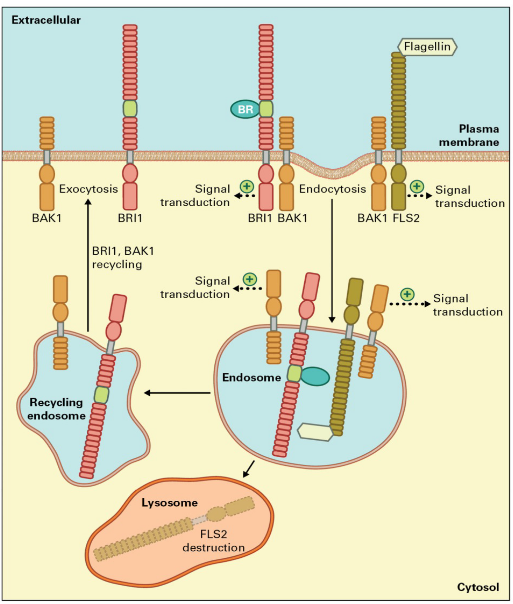 Extracellular
Flagellin
BR
Plasma
membrane
Exocytosis
Signal
transduction
+
Endocytosis
+
Signal
transduction
BAK1
BRI1
BRI1 BAK1
BAK1 FLS2
BRI1, BAK1
recycling
Signal
transduction
+
+
Signal
transduction
Endosome
Recycling
endosome
Lysosome
FLS2
destruction
Cytosol